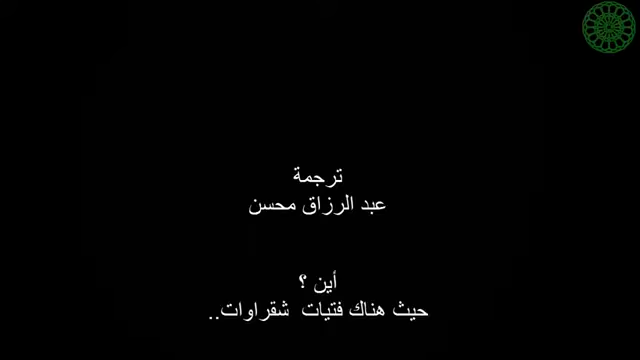 ترجمة
عبد الرزاق محسن
أين ؟
حيث هناك فتيات  شقراوات..